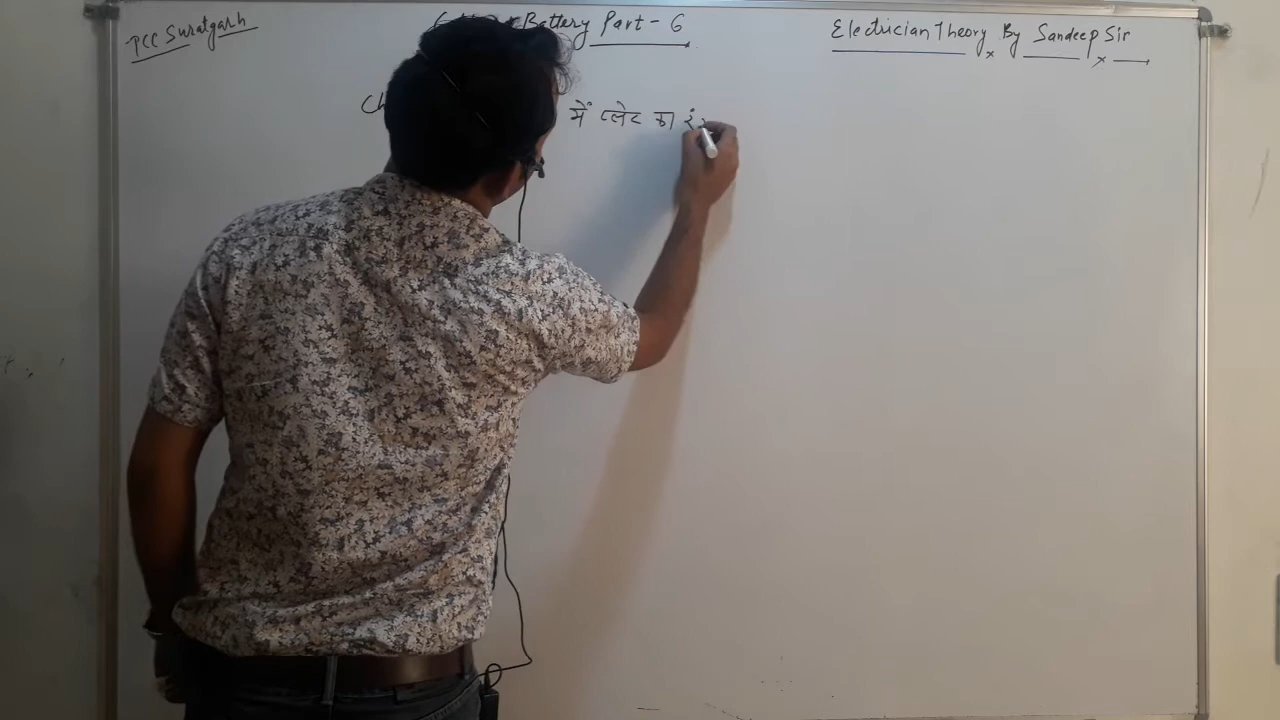 PCC Suratgarh
Battery Part - 6
Electrician Theory By Sandeep Sir
में प्लेट का